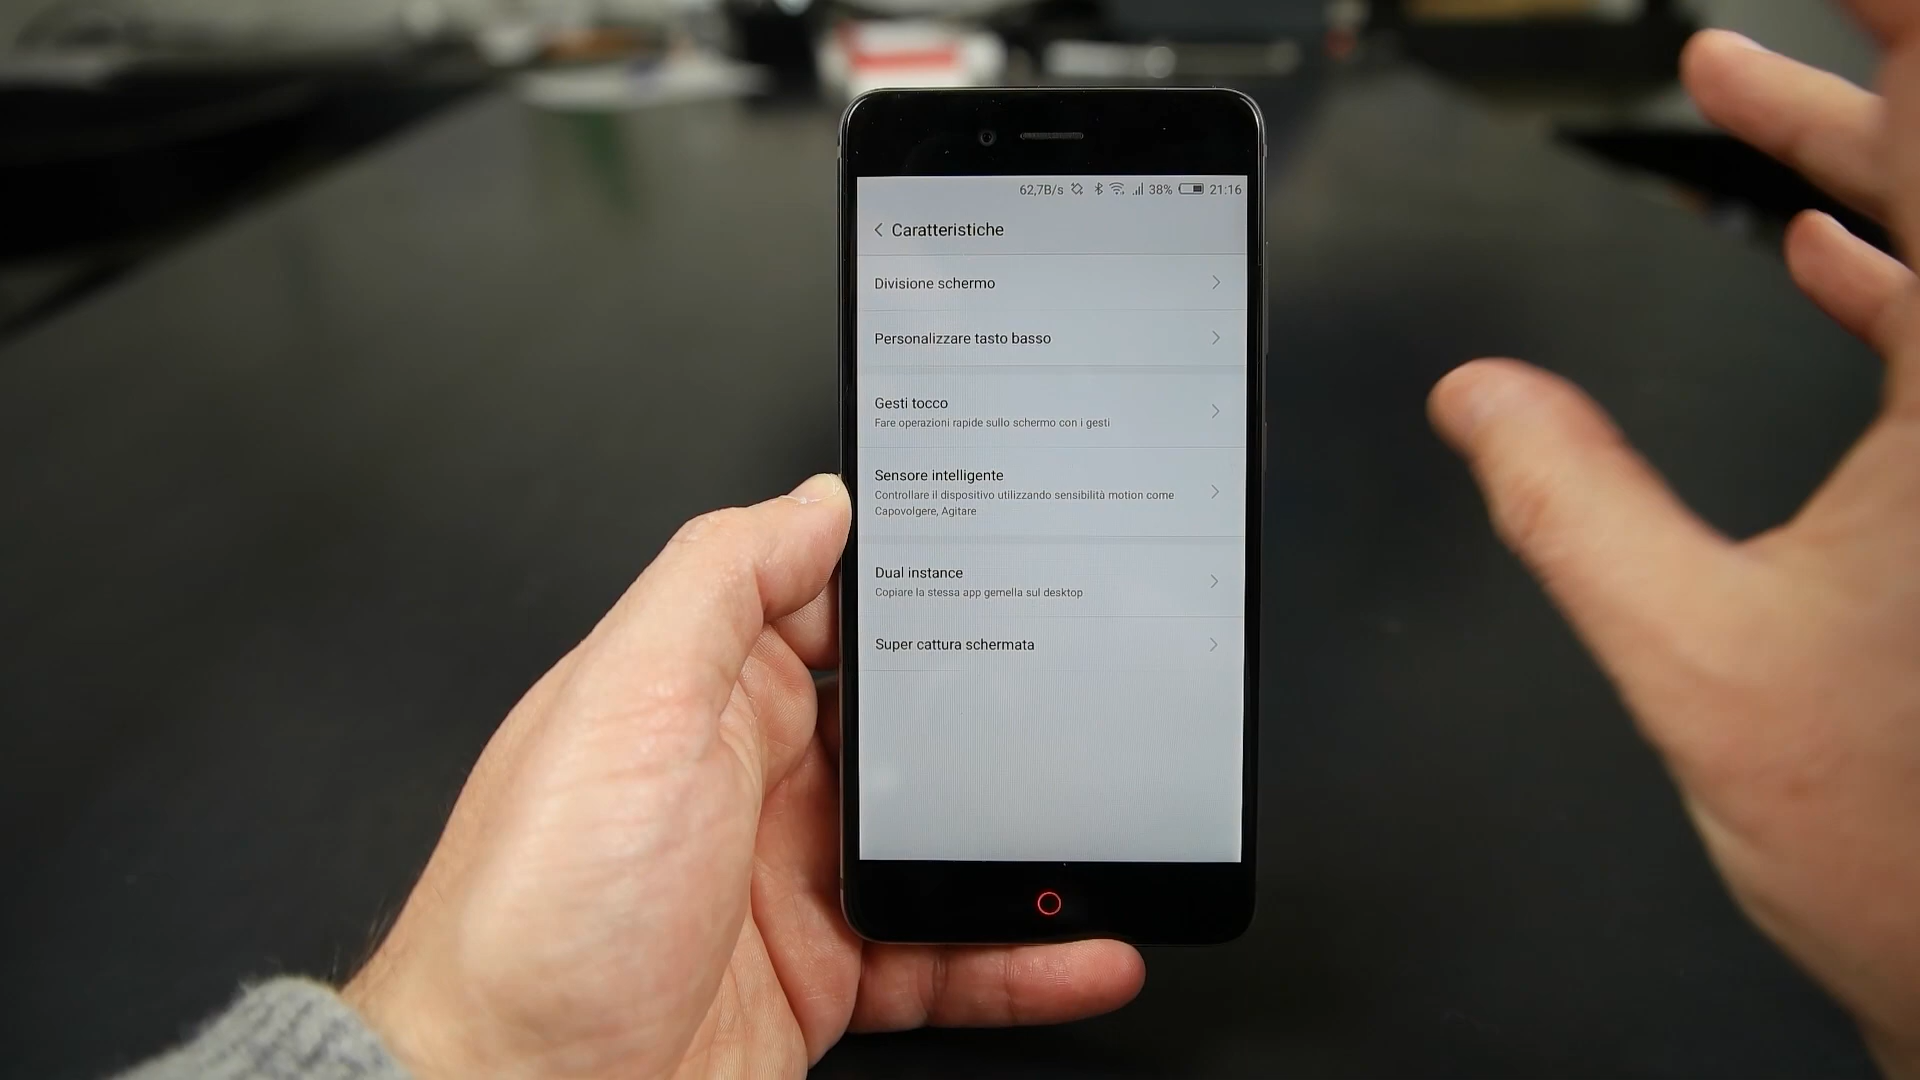 62,7B/s 38% 21:16
Caratteristiche
Divisione schermo
Personalizzare tasto basso
Gesti tocco
Fare operazioni rapide sullo schermo con i gesti
Sensore intelligente
Controllare il dispositivo utilizzando sensibilità motion come
Capovolgere, Agitare
Dual instance
Copiare la stessa app gemella sul desktop
Super cattura schermata